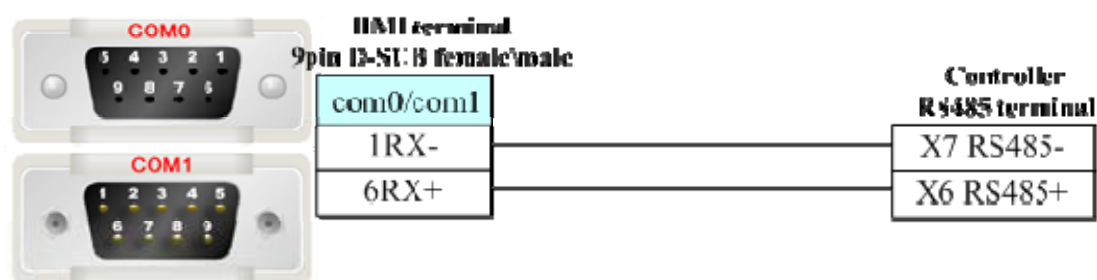 COM0
5 4 3 2 1
9 8 7 6
COM1
1 2 3 4 5
6 7 8 9
HMI terminal
9pin D-SUB female\male
com0/com1
1RX-
6RX+
Controller
RS485 terminal
X7 RS485-
X6 RS485+